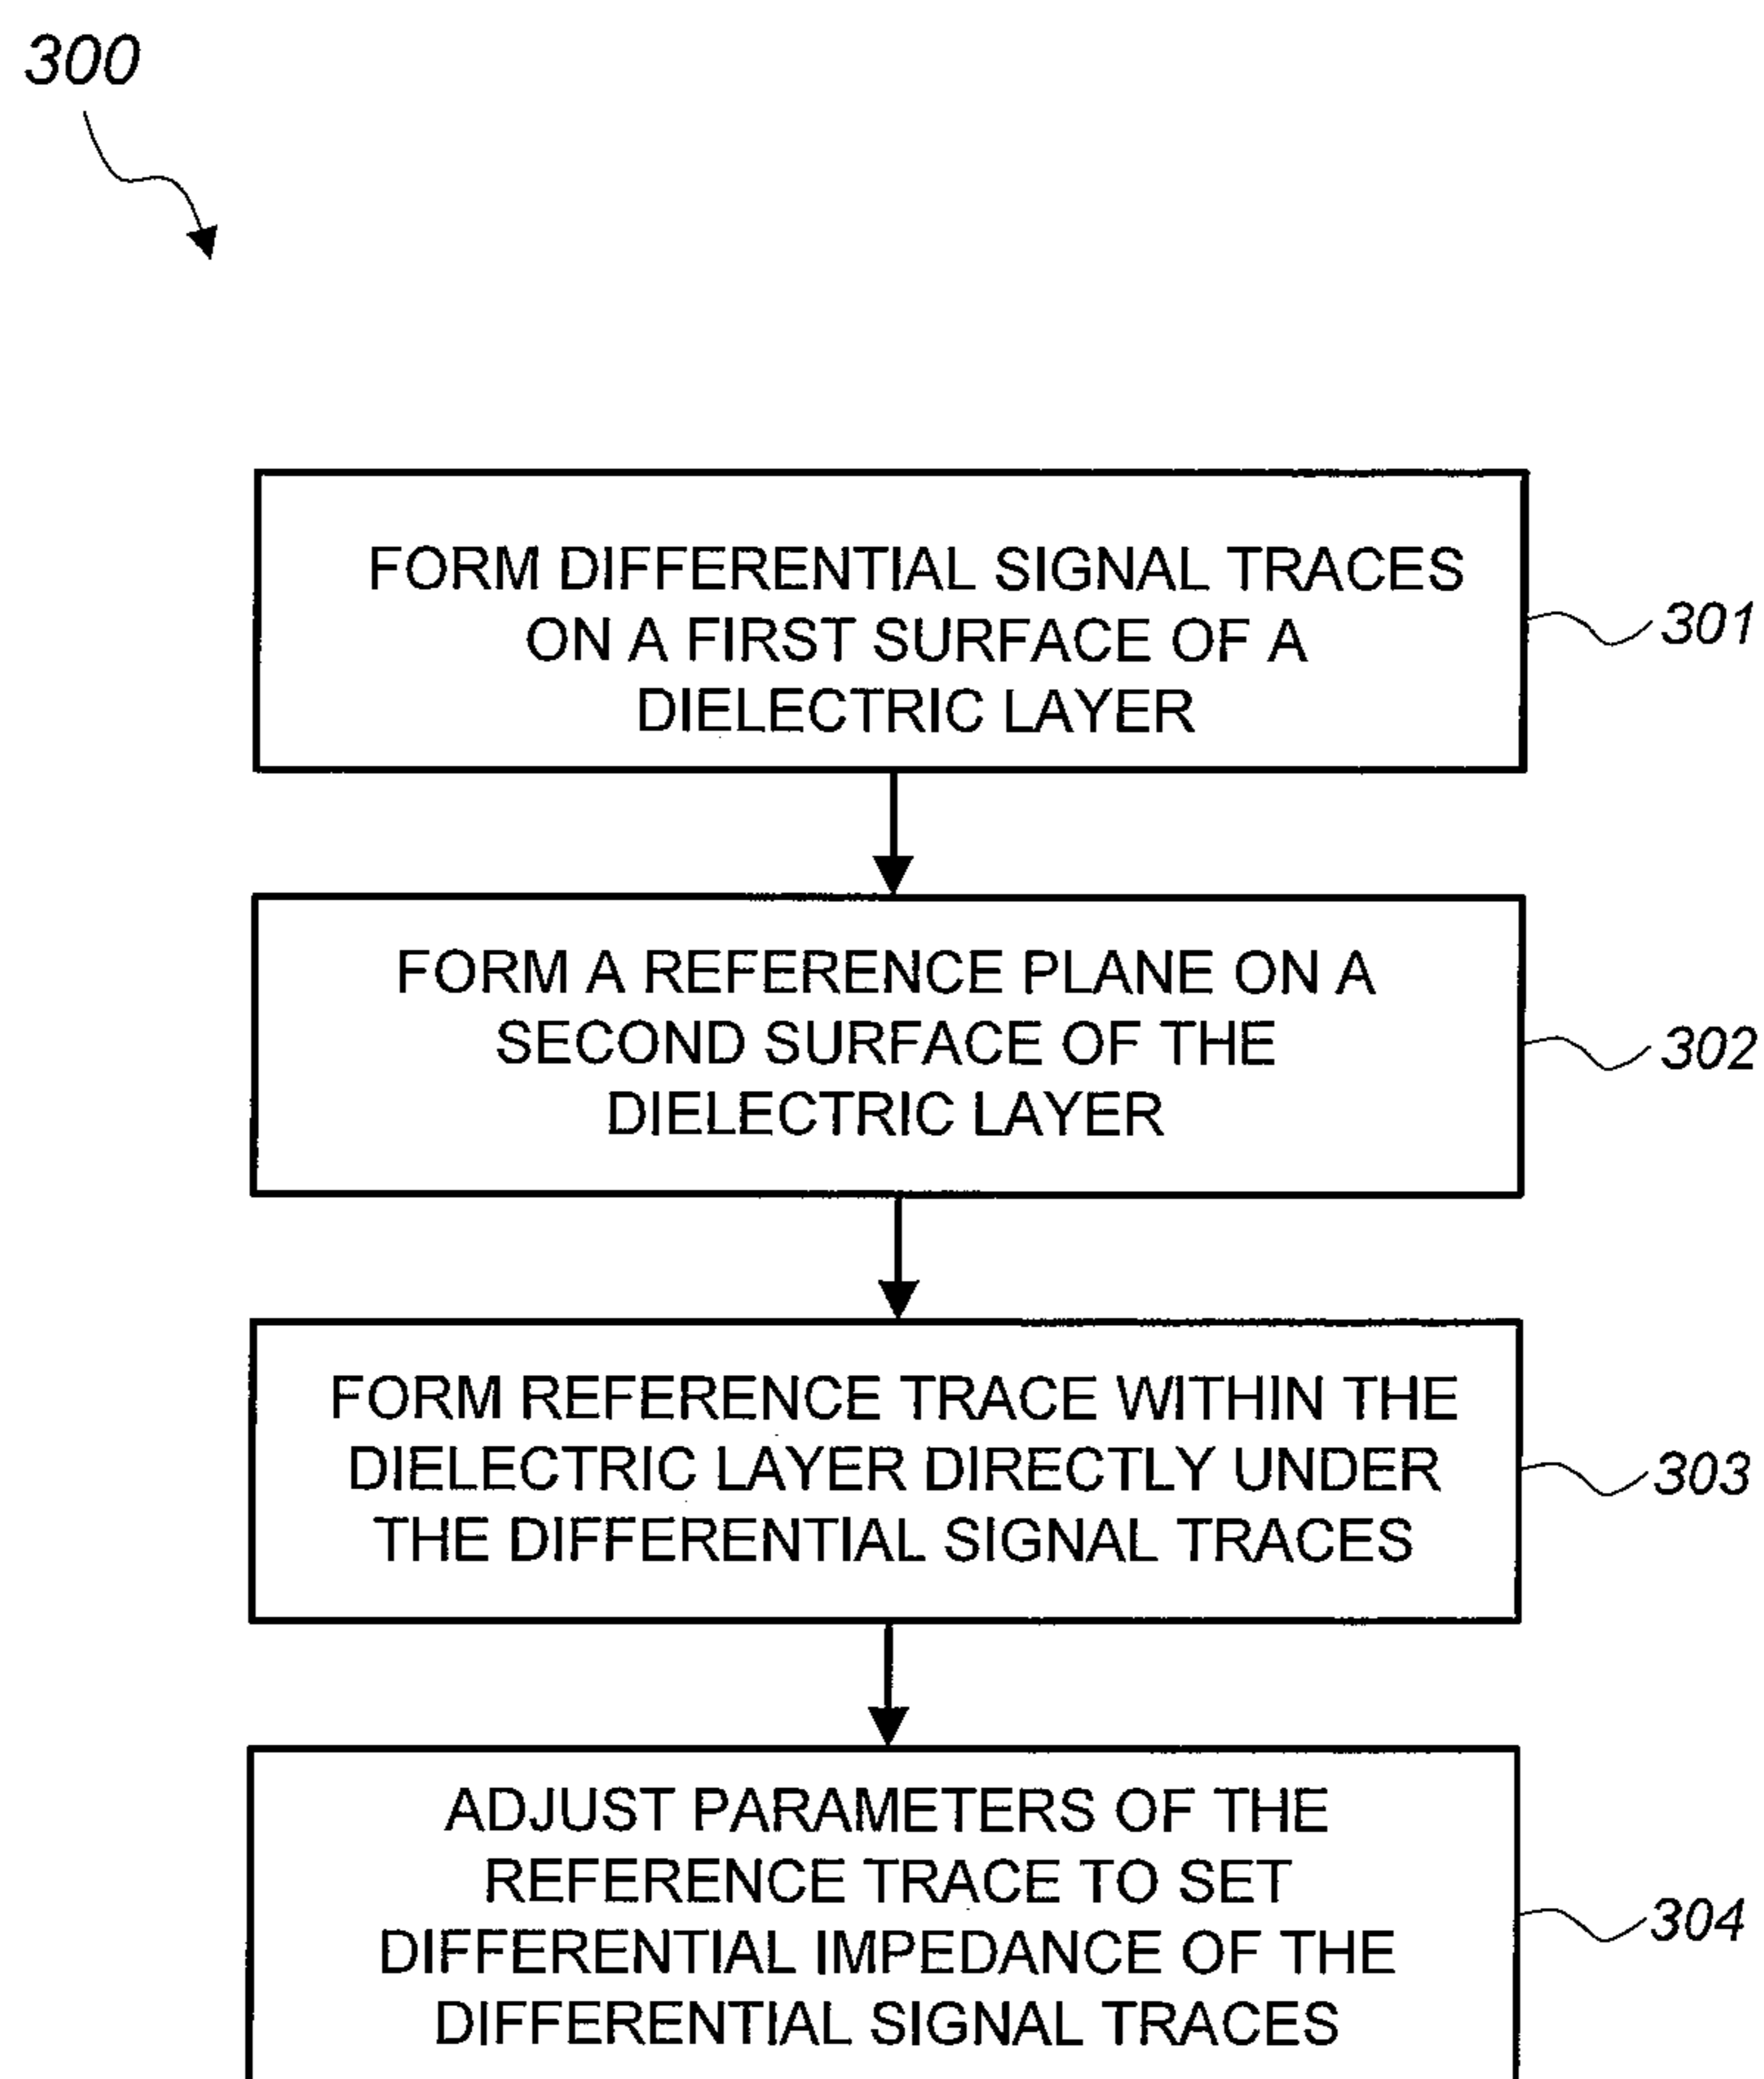 300
FORM DIFFERENTIAL SIGNAL TRACES
ON A FIRST SURFACE OF A
DIELECTRIC LAYER
301
FORM A REFERENCE PLANE ON A
SECOND SURFACE OF THE
DIELECTRIC LAYER
302
FORM REFERENCE TRACE WITHIN THE
DIELECTRIC LAYER DIRECTLY UNDER
THE DIFFERENTIAL SIGNAL TRACES
303
ADJUST PARAMETERS OF THE
REFERENCE TRACE TO SET
DIFFERENTIAL IMPEDANCE OF THE
DIFFERENTIAL SIGNAL TRACES
304